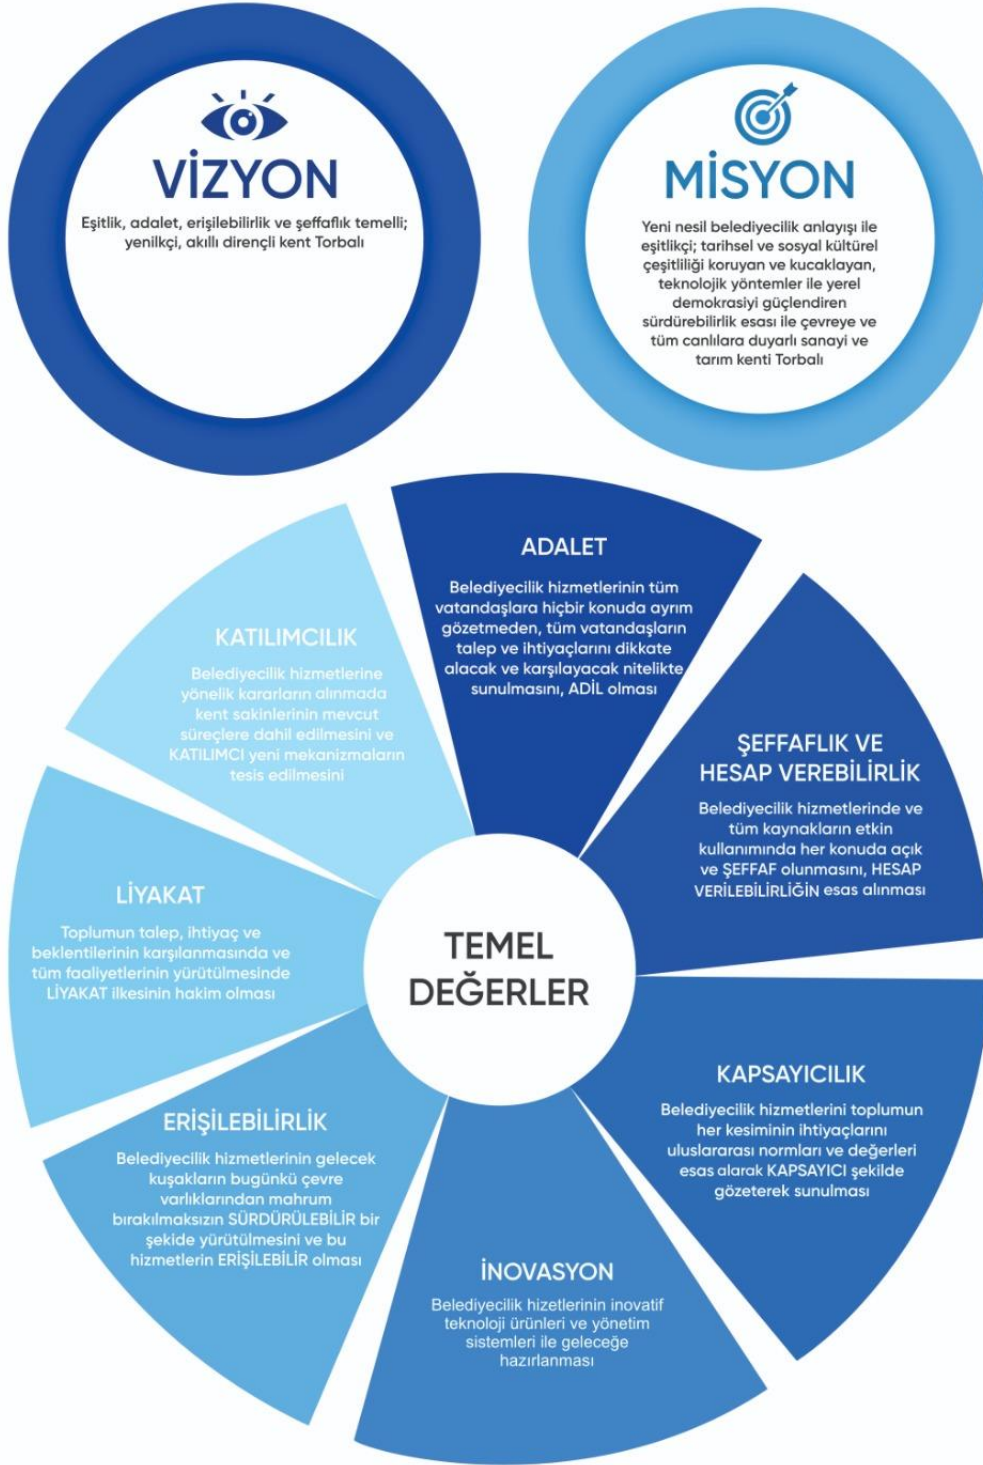 VİZYON
Eşitlik, adalet, erişilebilirlik ve şeffaflık temelli;
yenilikçi, akıllı dirençli kent Torbalı
MİSYON
Yeni nesil belediyecilik anlayışı ile
eşitlikçi; tarihsel ve sosyal kültürel
çeşitliliği koruyan ve kucaklayan,
teknolojik yöntemler ile yerel
demokrasiyi güçlendiren
sürdürebilirlik esası ile çevreye ve
tüm canlılara duyarlı sanayi ve
tarım kenti Torbalı
ADALET
Belediyecilik hizmetlerinin tüm
vatandaşlara hiçbir konuda ayrım
gözetmeden, tüm vatandaşların
talep ve ihtiyaçlarını dikkate
alacak ve karşılayacak nitelikte
sunulmasını, ADİL olması
ŞEFFAFLIK VE
HESAP VEREBİLİRLİK
Belediyecilik hizmetlerinde ve
tüm kaynakların etkin
kullanımında her konuda açık
ve ŞEFFAF olunmasını, HESAP
VERİLEBİLİRLİĞİN esas alınması
KAPSAYICILIK
Belediyecilik hizmetlerini toplumun
her kesiminin ihtiyaçlarını
uluslararası normları ve değerleri
esas alarak KAPSAYICI şekilde
gözeterek sunulması
İNOVASYON
Belediyecilik hizetlerinin inovatif
teknoloji ürünleri ve yönetim
sistemleri ile geleceğe
hazırlanması
ERİŞİLEBİLİRLİK
Belediyecilik hizmetlerinin gelecek
kuşakların bugünkü çevre
varlıklarından mahrum
bırakılmaksızın SÜRDÜRÜLEBİLİR bir
şekide yürütülmesini ve bu
hizmetlerin ERİŞİLEBİLİR olması
LİYAKAT
Toplumun talep, ihtiyaç ve
beklentilerinin karşılanmasında ve
tüm faaliyetlerinin yürütülmesinde
LİYAKAT ilkesinin hakim olması
KATILIMCILIK
Belediyecilik hizmetlerine
yönelik kararların alınmada
kent sakinlerinin mevcut
süreçlere dahil edilmesini ve
KATILIMCI yeni mekanizmaların
tesis edilmesini
TEMEL
DEĞERLER